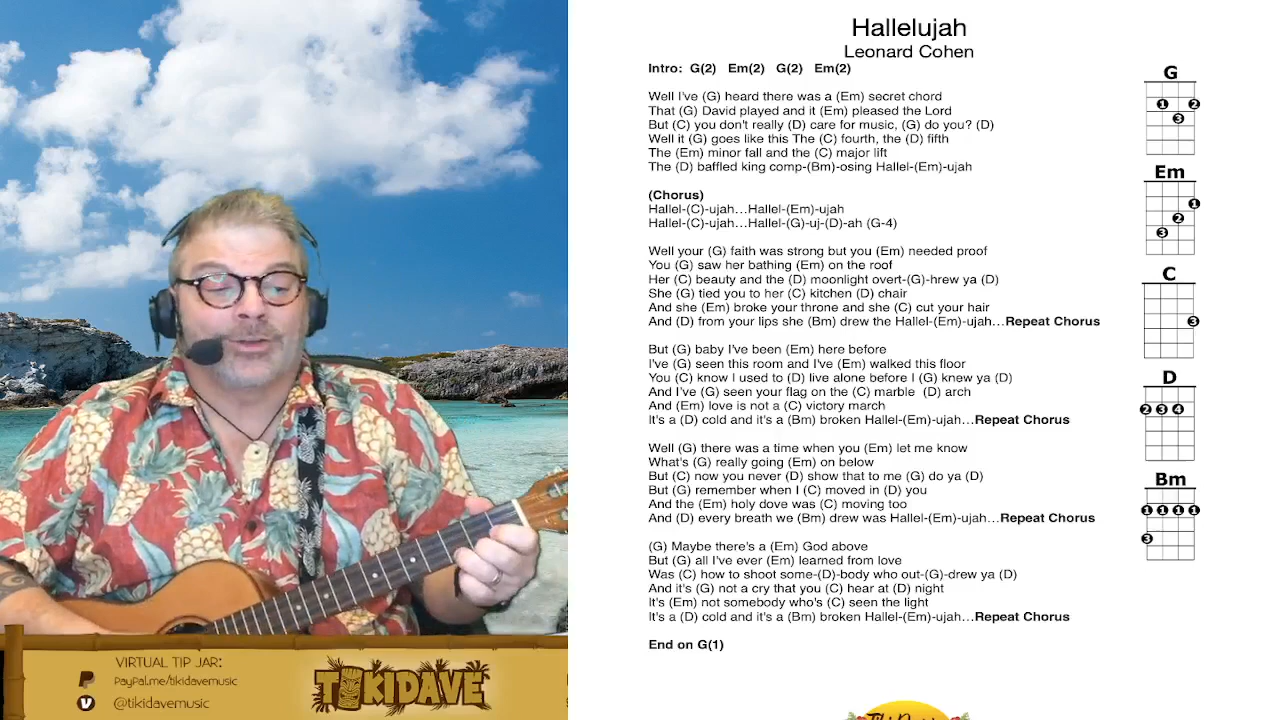 Hallelujah
Leonard Cohen
Intro: G(2) Em(2) G(2) Em(2)
Well I've (G) heard there was a (Em) secret chord
That (G) David played and it (Em) pleased the Lord
But (C) you don't really (D) care for music, (G) do you? (D)
Well it (G) goes like this The (C) fourth, the (D) fifth
The (Em) minor fall and the (C) major lift
The (D) baffled king comp-(Bm)-osing Hallel-(Em)-ujah
(Chorus)
Hallel-(C)-ujah...Hallel-(Em)-ujah
Hallel-(C)-ujah...Hallel-(G)-uj-(D)-ah (G-4)
Well your (G) faith was strong but you (Em) needed proof
You (G) saw her bathing (Em) on the roof
Her (C) beauty and the (D) moonlight overt-(G)-hrew ya (D)
She (G) tied you to her (C) kitchen (D) chair
And she (Em) broke your throne and she (C) cut your hair
And (D) from your lips she (Bm) drew the Hallel-(Em)-ujah...Repeat Chorus
But (G) baby I've been (Em) here before
I've (G) seen this room and I've (Em) walked this floor
You (C) know I used to (D) live alone before I (G) knew ya (D)
And I've (G) seen your flag on the (C) marble (D) arch
And (Em) love is not a (C) victory march
It's a (D) cold and it's a (Bm) broken Hallel-(Em)-ujah...Repeat Chorus
Well (G) there was a time when you (Em) let me know
What's (G) really going (Em) on below
But (C) now you never (D) show that to me (G) do ya (D)
But (G) remember when I (C) moved in (D) you
And the (Em) holy dove was (C) moving too
And (D) every breath we (Bm) drew was Hallel-(Em)-ujah...Repeat Chorus
(G) Maybe there's a (Em) God above
But (G) all I've ever (Em) learned from love
Was (C) how to shoot some-(D)-body who out-(G)-drew ya (D)
And it's (G) not a cry that you (C) hear at (D) night
It's (Em) not somebody who's (C) seen the light
It's a (D) cold and it's a (Bm) broken Hallel-(Em)-ujah...Repeat Chorus
End on G(1)
G
1 2
3
Em
1
2
3
C
3
D
2 3 4
Bm
1 1 1 1
3
VIRTUAL TIP JAR:
PayPal.me/tikidavemusic
@tikidavemusic
TIKIDAVE